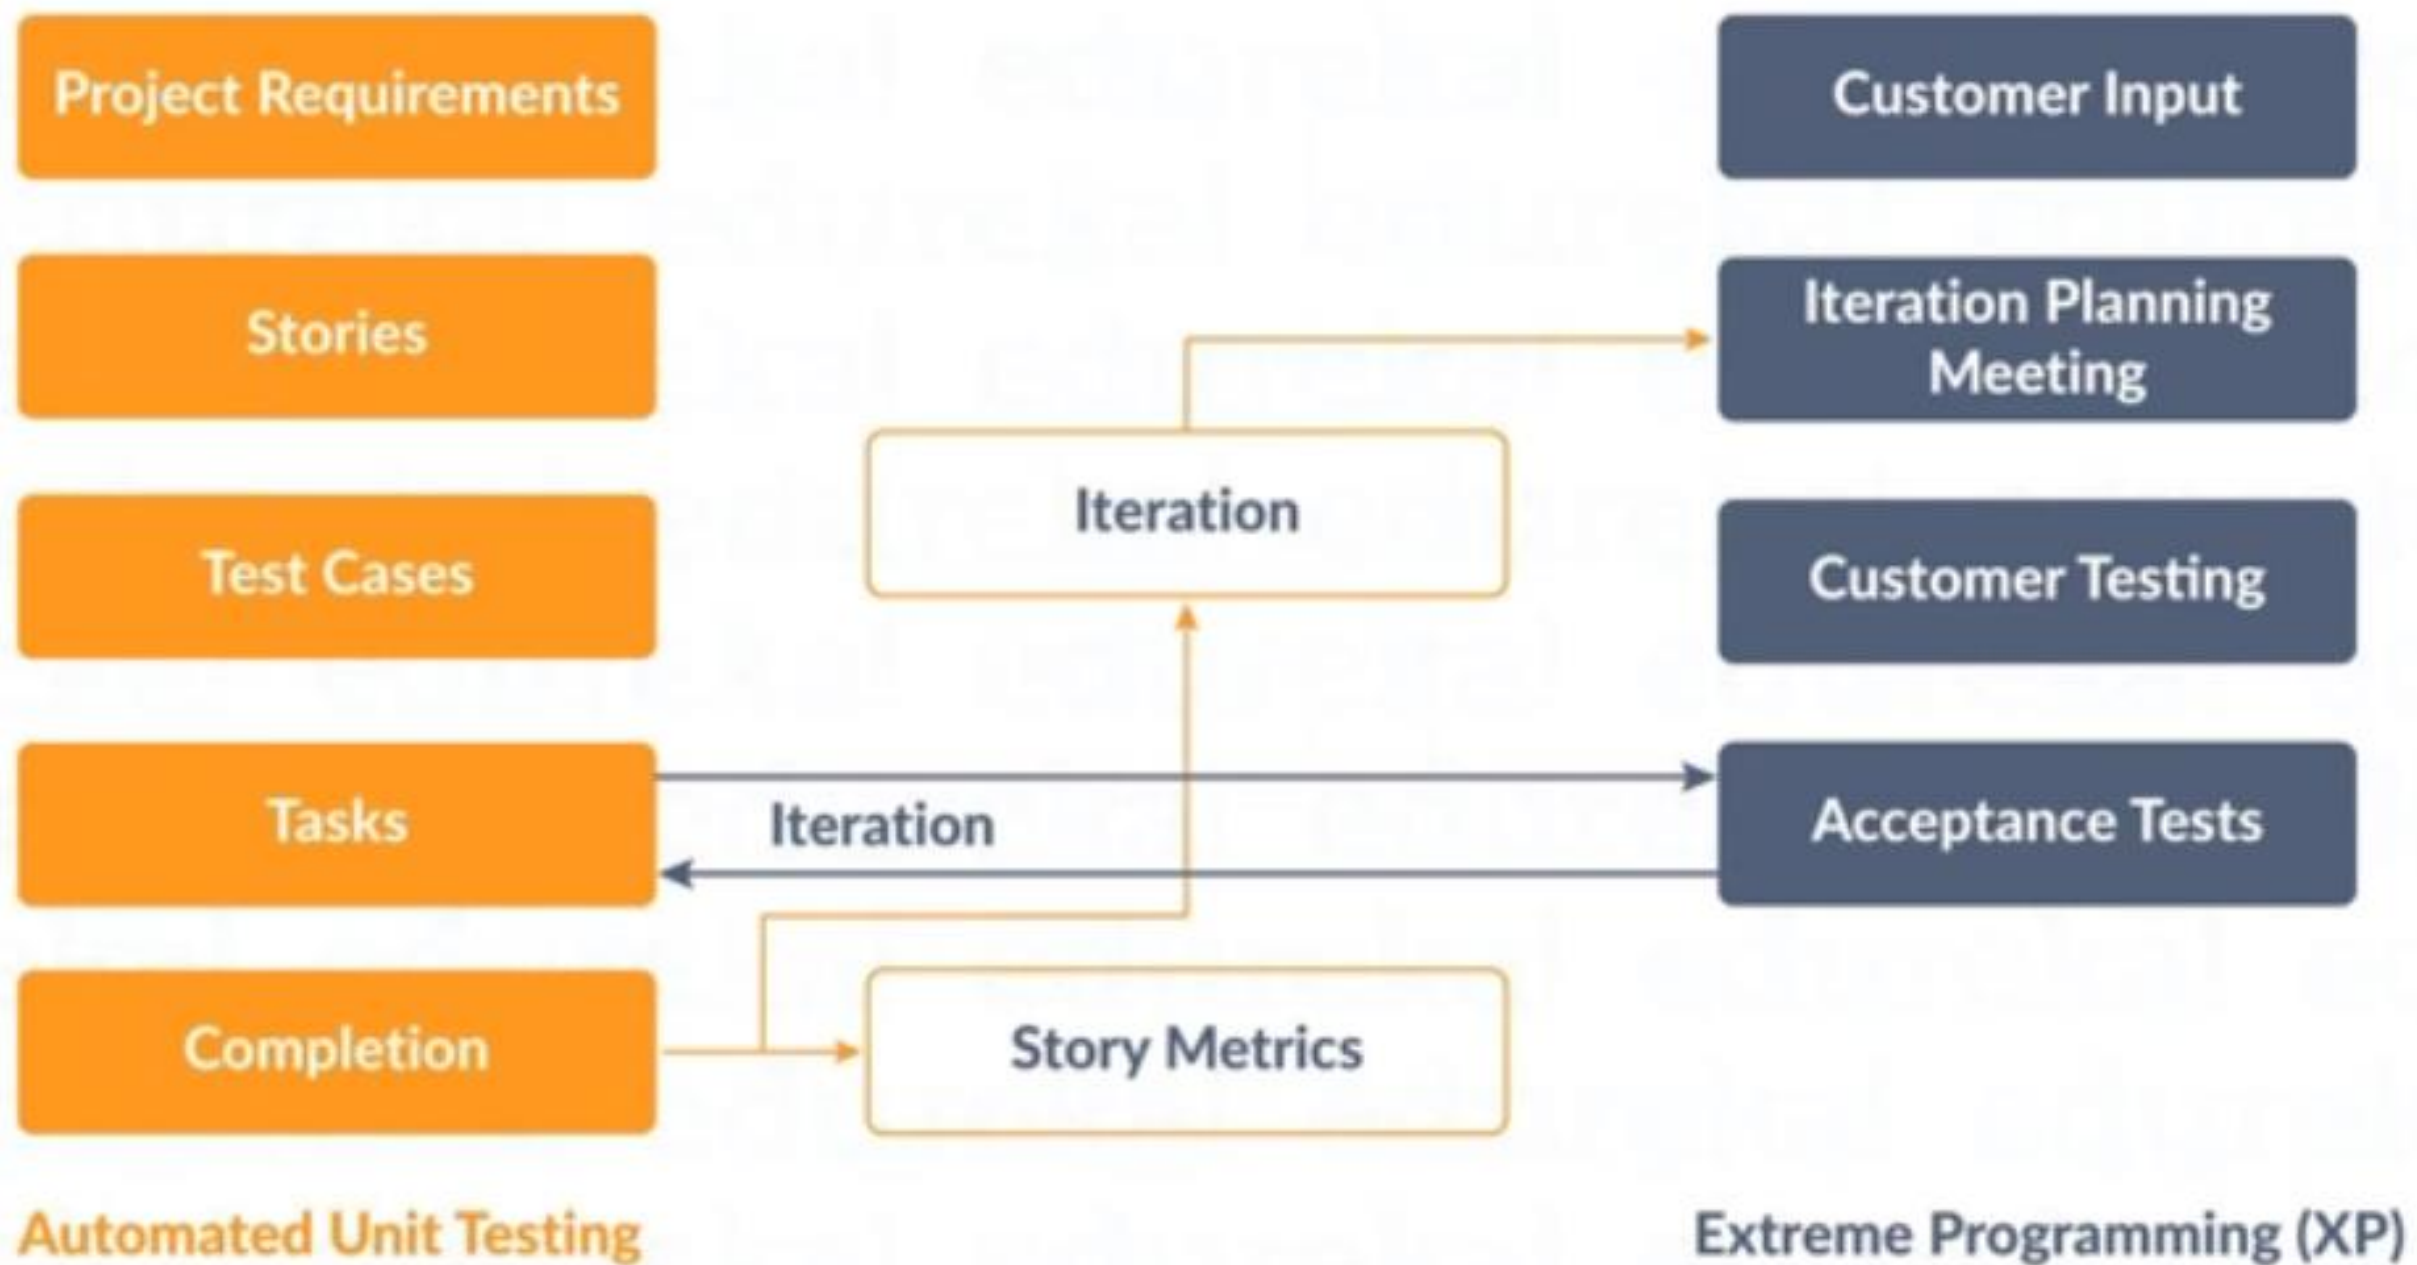 Project Requirements
Customer Input
Stories
Iteration Planning
Meeting
Iteration
Test Cases
Customer Testing
Tasks
Iteration
Acceptance Tests
Completion
Story Metrics
Automated Unit Testing
Extreme Programming (XP)